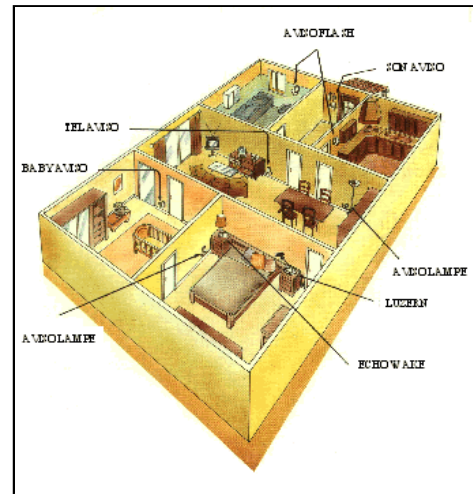 AVISOFLASH
SONAVISO
TELAVISO
BABYAVISO
AVISOLAMPE
LUZERN
AVISOLAMPE
ECHOWAKE